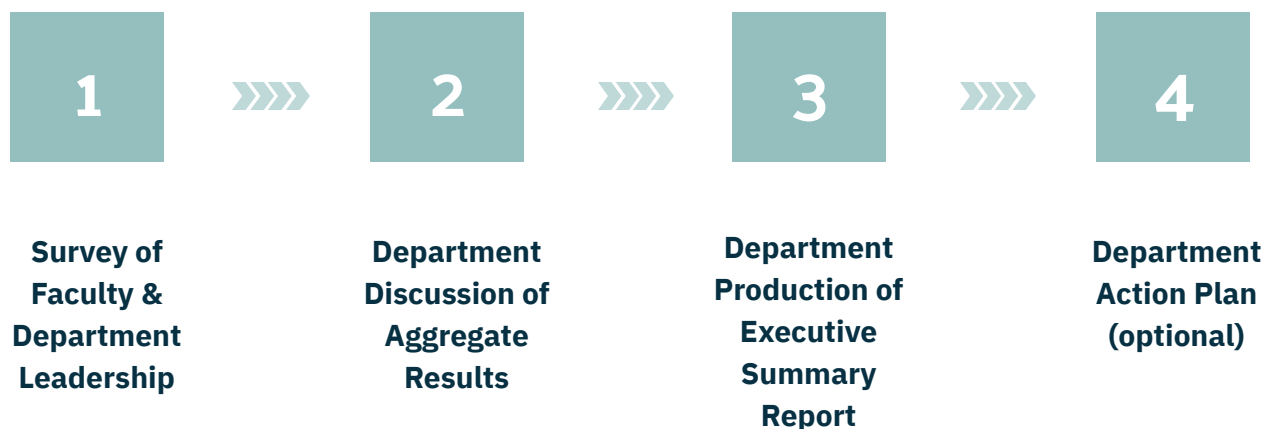 1
2
3
4
Survey of
Faculty &
Department
Leadership
Department
Discussion of
Aggregate
Results
Department
Production of
Executive
Summary
Report
Department
Action Plan
(optional)